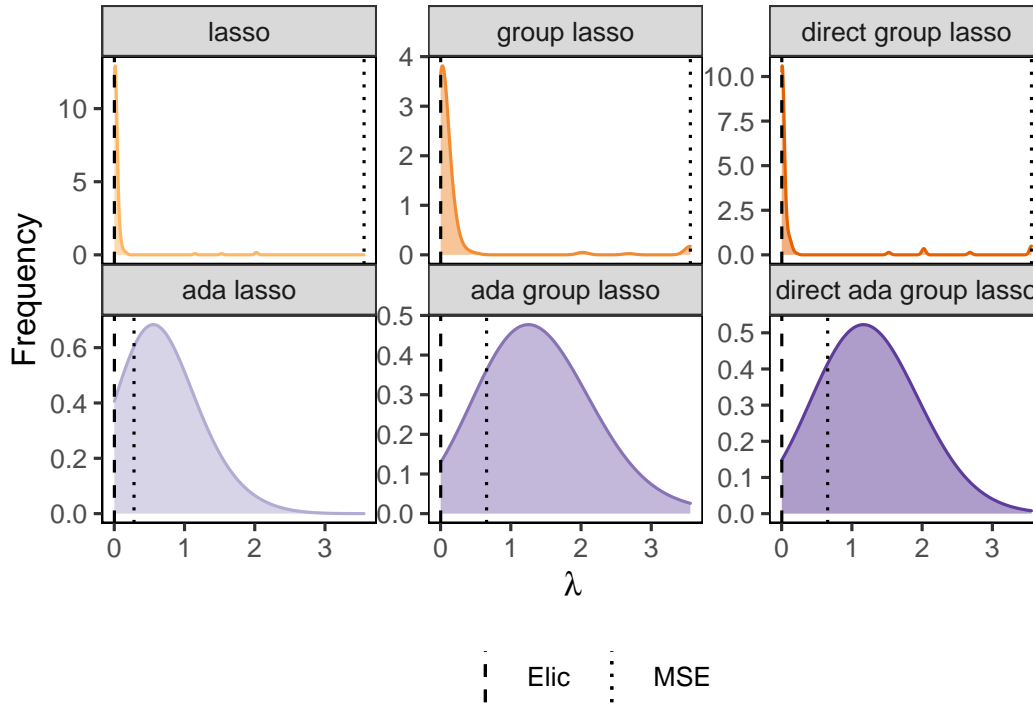 lasso
group lasso
direct group lasso
10
5
0
4
3
2
1
0
10.0
7.5
5.0
2.5
0.0
Frequency
ada lasso
ada group lasso
direct ada group lasso
0.6
0.4
0.2
0.0
0.5
0.4
0.3
0.2
0.1
0.0
0.5
0.4
0.3
0.2
0.1
0.0
0 1 2 3
0 1 2 3
0 1 2 3
λ
Elic MSE